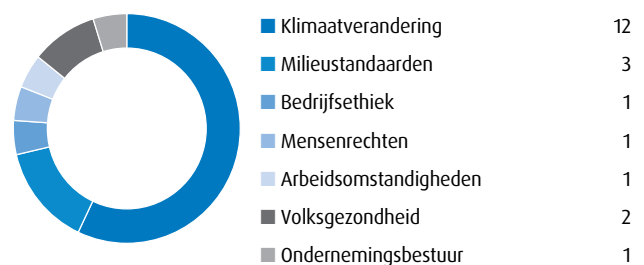 Klimaatverandering 12
Milieustandaarden 3
Bedrijfsethiek 1
Mensenrechten 1
Arbeidsomstandigheden 1
Volksgezondheid 2
Ondernemingsbestuur 1